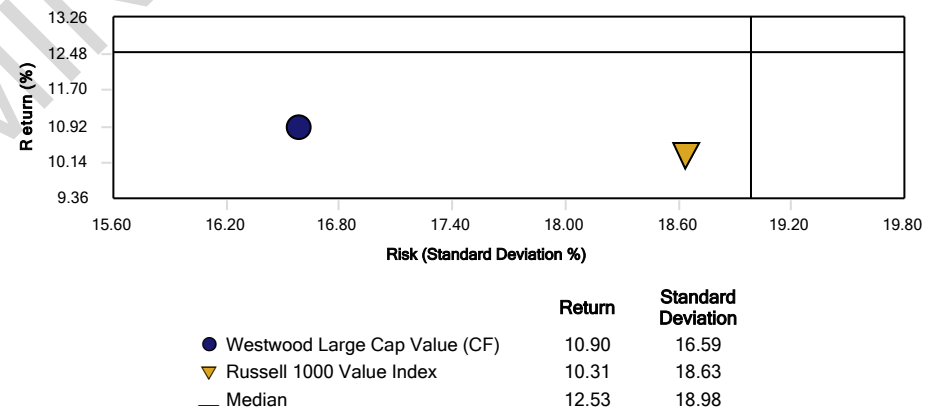 13.26
12.48
11.70
10.92
10.14
9.36
Return (%)
15.60 16.20 16.80 17.40 18.00 18.60 19.20 19.80
Risk (Standard Deviation %)
Return Standard
Deviation
Westwood Large Cap Value (CF) 10.90 16.59
Russell 1000 Value Index 10.31 18.63
Median 12.53 18.98